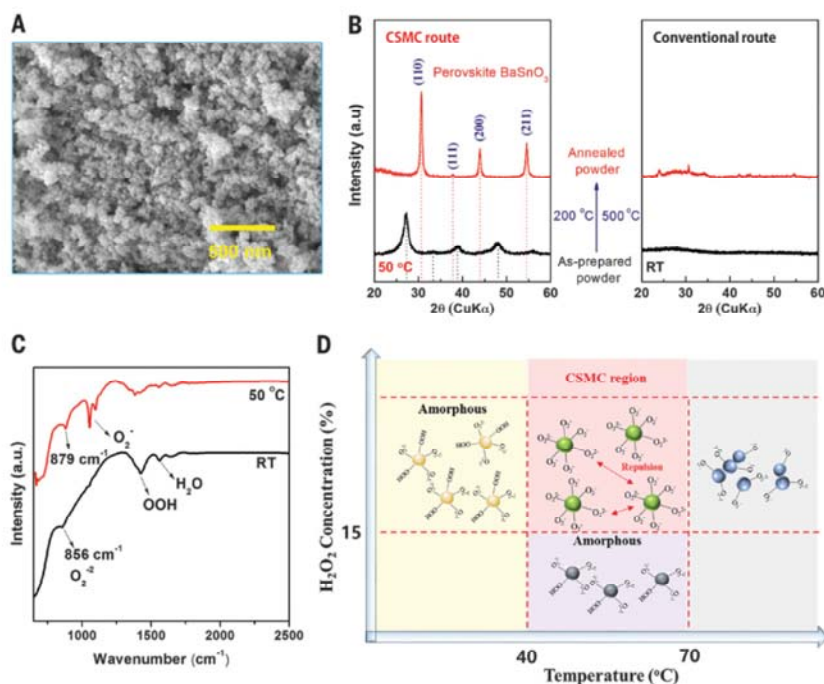 A
500 nm
B
CSMC route
Conventional route
Intensity (a.u)
Perovskite BaSnO₃
(110)
(111)
(200)
(211)
Annealed
powder
200 °C
500 °C
As-prepared
powder
50 °C
RT
20
30
40
50
60
20
30
40
50
60
2θ (CuKα)
2θ (CuKα)
C
Intensity (a.u.)
50 °C
879 cm⁻¹
O₂⁻
RT
H₂O
OOH
856 cm⁻¹
O₂⁻²
1000
1500
2000
2500
Wavenumber (cm⁻¹)
D
H₂O₂ Concentration (%)
CSMC region
Amorphous
Repulsion
15
Amorphous
40
70
Temperature (°C)